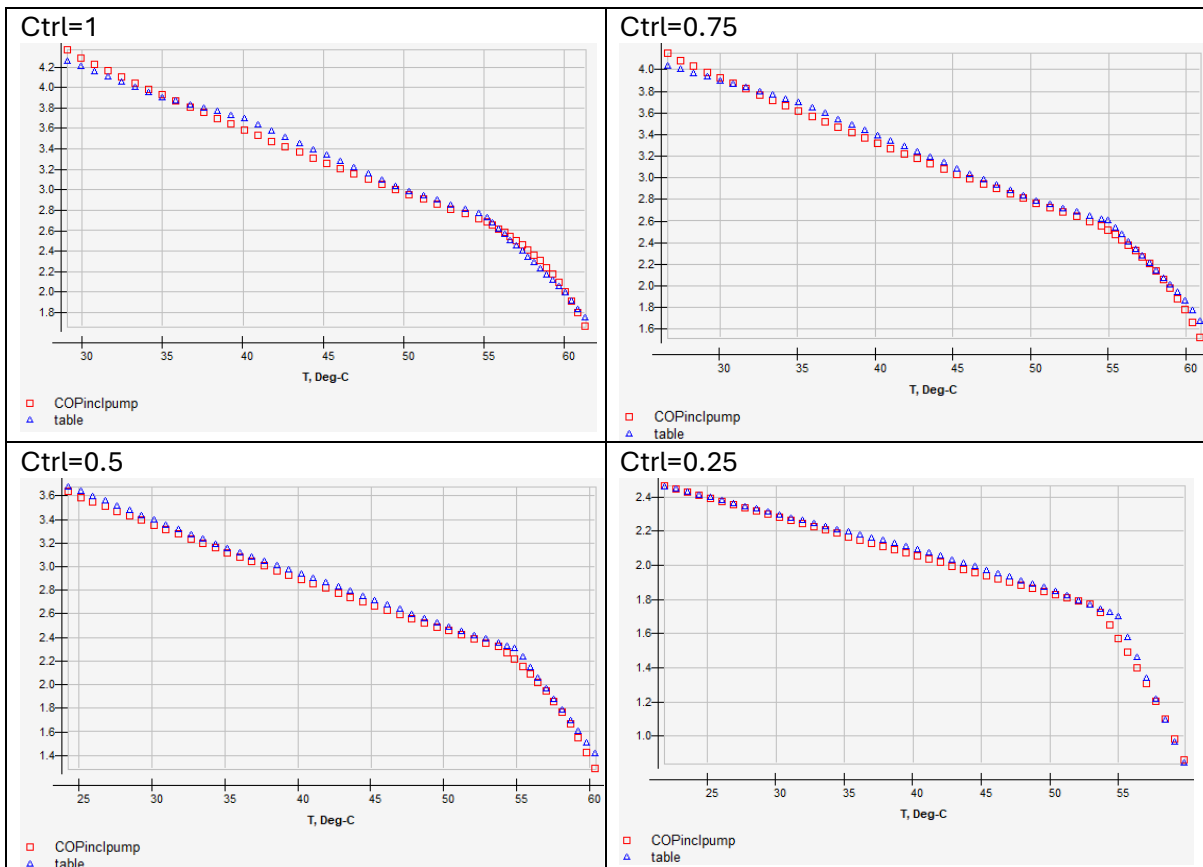 Ctrl=1
4.2
4.0
3.8
3.6
3.4
3.2
3.0
2.8
2.6
2.4
2.2
2.0
1.8
30 35 40 45 50 55 60
T, Deg-C
COPinclpump
table
Ctrl=0.75
4.0
3.8
3.6
3.4
3.2
3.0
2.8
2.6
2.4
2.2
2.0
1.8
1.6
30 35 40 45 50 55 60
T, Deg-C
COPinclpump
table
Ctrl=0.5
3.6
3.4
3.2
3.0
2.8
2.6
2.4
2.2
2.0
1.8
1.6
1.4
25 30 35 40 45 50 55 60
T, Deg-C
COPinclpump
table
Ctrl=0.25
2.4
2.2
2.0
1.8
1.6
1.4
1.2
1.0
25 30 35 40 45 50 55
T, Deg-C
COPinclpump
table